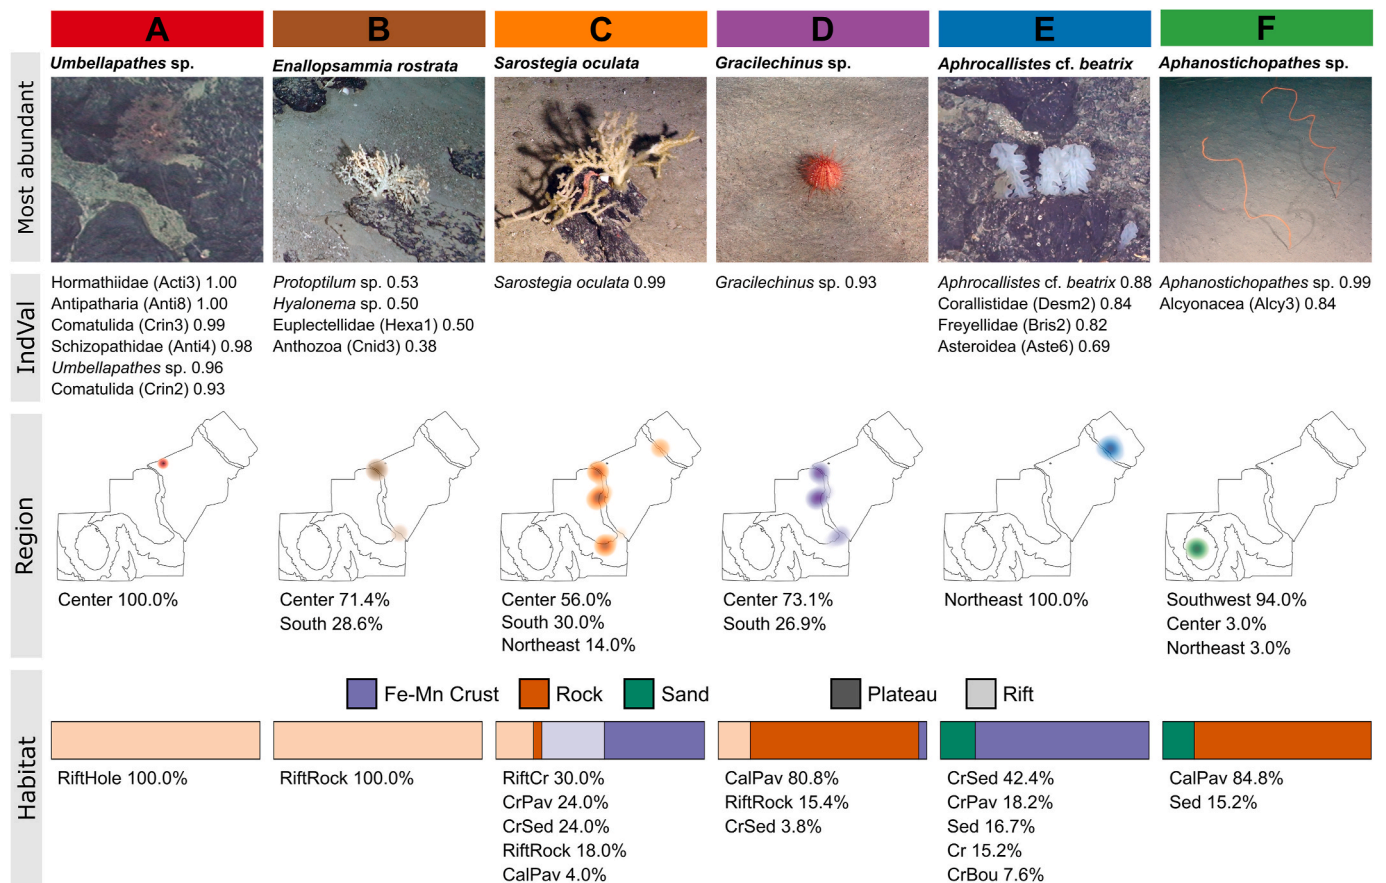 A
B
C
D
E
F
Most abundant
Umbellapathes sp.
Enallopsammia rostrata
Sarostegia oculata
Gracilechinus sp.
Aphrocallistes cf. beatrix
Aphanostichopathes sp.
IndVal
Hormathiidae (Acti3) 1.00
Antipatharia (Anti8) 1.00
Comatulida (Crin3) 0.99
Schizopathidae (Anti4) 0.98
Umbellapathes sp. 0.96
Comatulida (Crin2) 0.93
Protoptilum sp. 0.53
Hyalonema sp. 0.50
Euplectellidae (Hexa1) 0.50
Anthozoa (Cnid3) 0.38
Sarostegia oculata 0.99
Gracilechinus sp. 0.93
Aphrocallistes cf. beatrix 0.88
Corallistidae (Desm2) 0.84
Freyellidae (Bris2) 0.82
Asteroidea (Aste6) 0.69
Aphanostichopathes sp. 0.99
Alcyonacea (Alcy3) 0.84
Region
Center 100.0%
Center 71.4%
South 28.6%
Center 56.0%
South 30.0%
Northeast 14.0%
Center 73.1%
South 26.9%
Northeast 100.0%
Southwest 94.0%
Center 3.0%
Northeast 3.0%
Habitat
Fe-Mn Crust
Rock
Sand
Plateau
Rift
RiftHole 100.0%
RiftRock 100.0%
RiftCr 30.0%
CrPav 24.0%
CrSed 24.0%
RiftRock 18.0%
CalPav 4.0%
CalPav 80.8%
RiftRock 15.4%
CrSed 3.8%
CrSed 42.4%
CrPav 18.2%
Sed 16.7%
Cr 15.2%
CrBou 7.6%
CalPav 84.8%
Sed 15.2%